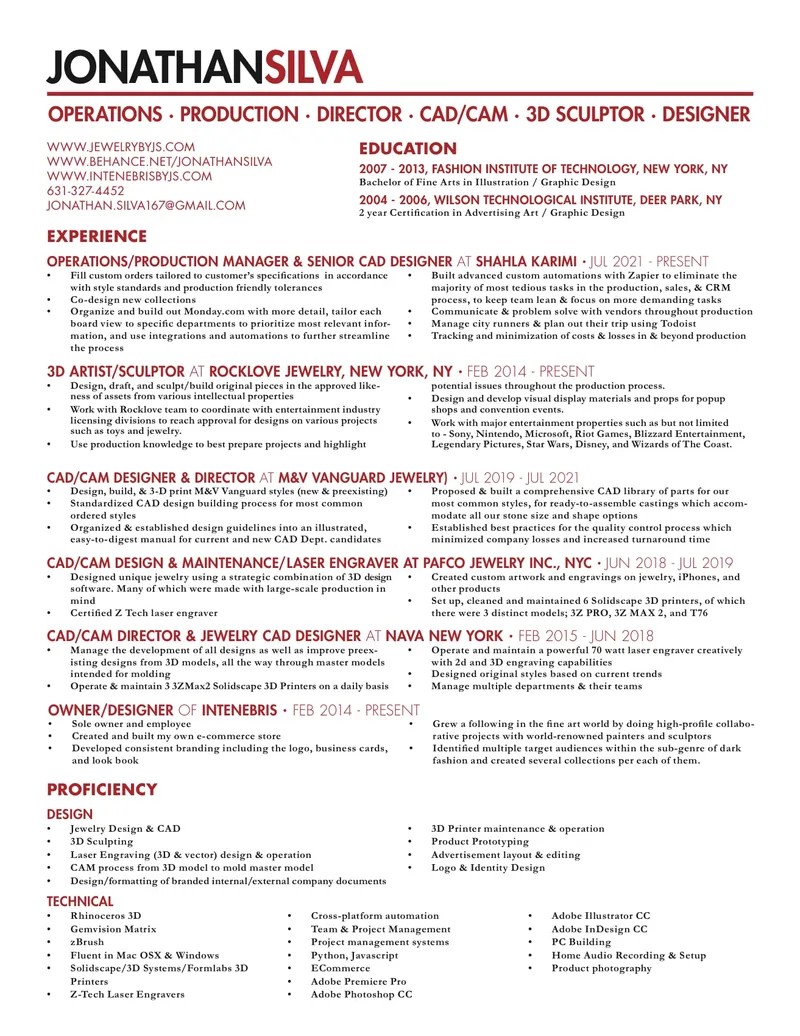 JONATHANSILVA
OPERATIONS · PRODUCTION · DIRECTOR · CAD/CAM · 3D SCULPTOR · DESIGNER
WWW.JEWELRYBYJS.COM
WWW.BEHANCE.NET/JONATHANSILVA
WWW.INTENEBRISBYJS.COM
631-327-4452
JONATHAN.SILVA167@GMAIL.COM
EDUCATION
2007 - 2013, FASHION INSTITUTE OF TECHNOLOGY, NEW YORK, NY
Bachelor of Fine Arts in Illustration / Graphic Design
2004 - 2006, WILSON TECHNOLOGICAL INSTITUTE, DEER PARK, NY
2 year Certification in Advertising Art / Graphic Design
EXPERIENCE
OPERATIONS/PRODUCTION MANAGER & SENIOR CAD DESIGNER AT SHAHLA KARIMI · JUL 2021 - PRESENT
• Fill custom orders tailored to customer's specifications in accordance
with style standards and production friendly tolerances
• Co-design new collections
• Organize and build out Monday.com with more detail, tailor each
board view to specific departments to prioritize most relevant infor-
mation, and use integrations and automations to further streamline
the process
• Built advanced custom automations with Zapier to eliminate the
majority of most tedious tasks in the production, sales, & CRM
process, to keep team lean & focus on more demanding tasks
• Communicate & problem solve with vendors throughout production
• Manage city runners & plan out their trip using Todoist
• Tracking and minimization of costs & losses in & beyond production
3D ARTIST/SCULPTOR AT ROCKLOVE JEWELRY, NEW YORK, NY · FEB 2014 - PRESENT
• Design, draft, and sculpt/build original pieces in the approved like-
ness of assets from various intellectual properties
• Work with Rocklove team to coordinate with entertainment industry
licensing divisions to reach approval for designs on various projects
such as toys and jewelry.
• Use production knowledge to best prepare projects and highlight
potential issues throughout the production process.
• Design and develop visual display materials and props for popup
shops and convention events.
• Work with major entertainment properties such as but not limited
to - Sony, Nintendo, Microsoft, Riot Games, Blizzard Entertainment,
Legendary Pictures, Star Wars, Disney, and Wizards of The Coast.
CAD/CAM DESIGNER & DIRECTOR AT M&V VANGUARD JEWELRY) · JUL 2019 - JUL 2021
• Design, build, & 3-D print M&V Vanguard styles (new & preexisting)
• Standardized CAD design building process for most common
ordered styles
• Organized & established design guidelines into an illustrated,
easy-to-digest manual for current and new CAD Dept. candidates
• Proposed & built a comprehensive CAD library of parts for our
most common styles, for ready-to-assemble castings which accom-
modate all our stone size and shape options
• Established best practices for the quality control process which
minimized company losses and increased turnaround time
CAD/CAM DESIGN & MAINTENANCE/LASER ENGRAVER AT PAFCO JEWELRY INC., NYC · JUN 2018 - JUL 2019
• Designed unique jewelry using a strategic combination of 3D design
software. Many of which were made with large-scale production in
mind
• Certified Z Tech laser engraver
• Created custom artwork and engravings on jewelry, iPhones, and
other products
• Set up, cleaned and maintained 6 Solidscape 3D printers, of which
there were 3 distinct models; 3Z PRO, 3Z MAX 2, and T76
CAD/CAM DIRECTOR & JEWELRY CAD DESIGNER AT NAVA NEW YORK · FEB 2015 - JUN 2018
• Manage the development of all designs as well as improve preex-
isting designs from 3D models, all the way through master models
intended for molding
• Operate & maintain 3 3ZMax2 Solidscape 3D Printers on a daily basis
• Operate and maintain a powerful 70 watt laser engraver creatively
with 2d and 3D engraving capabilities
• Designed original styles based on current trends
• Manage multiple departments & their teams
OWNER/DESIGNER OF INTENEBRIS · FEB 2014 - PRESENT
• Sole owner and employee
• Created and built my own e-commerce store
• Developed consistent branding including the logo, business cards,
and look book
• Grew a following in the fine art world by doing high-profile collabo-
rative projects with world-renowned painters and sculptors
• Identified multiple target audiences within the sub-genre of dark
fashion and created several collections per each of them.
PROFICIENCY
DESIGN
• Jewelry Design & CAD
• 3D Sculpting
• Laser Engraving (3D & vector) design & operation
• CAM process from 3D model to mold master model
• Design/formatting of branded internal/external company documents
• 3D Printer maintenance & operation
• Product Prototyping
• Advertisement layout & editing
• Logo & Identity Design
TECHNICAL
• Rhinoceros 3D
• Gemvision Matrix
• zBrush
• Fluent in Mac OSX & Windows
• Solidscape/3D Systems/Formlabs 3D
Printers
• Z-Tech Laser Engravers
• Cross-platform automation
• Team & Project Management
• Project management systems
• Python, Javascript
• ECommerce
• Adobe Premiere Pro
• Adobe Photoshop CC
• Adobe Illustrator CC
• Adobe InDesign CC
• PC Building
• Home Audio Recording & Setup
• Product photography